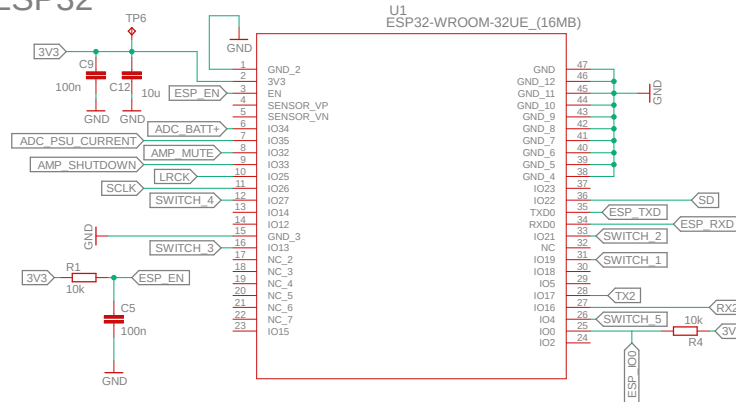 ESP32
TP6
U1
ESP32-WROOM-32UE_(16MB)
GND
3V3
C9
100n
C12
10u
GND
GND
ESP_EN
ADC_BATT+
ADC_PSU_CURRENT
AMP_MUTE
AMP_SHUTDOWN
LRCK
SCLK
SWITCH_4
GND
SWITCH_3
1 GND_2
2 3V3
3 EN
4 SENSOR_VP
5 SENSOR_VN
6 IO34
7 IO35
8 IO32
9 IO33
10 IO25
11 IO26
12 IO27
13 IO14
14 IO12
15 GND_3
16 IO13
17 NC_2
18 NC_3
19 NC_4
20 NC_5
21 NC_6
22 NC_7
23 IO15
GND 47
GND_12 46
GND_11 45
GND_10 44
GND_9 43
GND_8 42
GND_7 41
GND_6 40
GND_5 39
GND_4 38
IO23 37
IO22 36
TXD0 35
RXD0 34
IO21 33
NC 32
IO19 31
IO18 30
IO5 29
IO17 28
IO16 27
IO4 26
IO0 25
IO2 24
GND
SD
ESP_TXD
ESP_RXD
SWITCH_2
SWITCH_1
TX2
RX2
SWITCH_5
10k
R4
3V
ESP_IO0
3V3
R1
10k
ESP_EN
C5
100n
GND